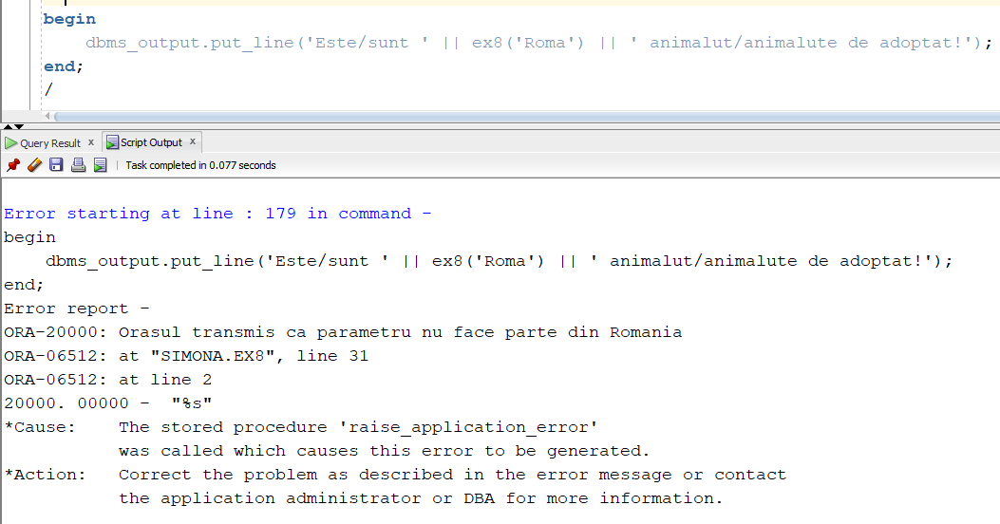 begin
    dbms_output.put_line('Este/sunt ' || ex8('Roma') || ' animalut/animalute de adoptat!');
end;
/
Query Result x Script Output x
Task completed in 0.077 seconds
Error starting at line : 179 in command -
begin
    dbms_output.put_line('Este/sunt ' || ex8('Roma') || ' animalut/animalute de adoptat!');
end;
Error report -
ORA-20000: Orasul transmis ca parametru nu face parte din Romania
ORA-06512: at "SIMONA.EX8", line 31
ORA-06512: at line 2
20000. 00000 -  "%s"
*Cause:    The stored procedure 'raise_application_error'
           was called which causes this error to be generated.
*Action:   Correct the problem as described in the error message or contact
           the application administrator or DBA for more information.